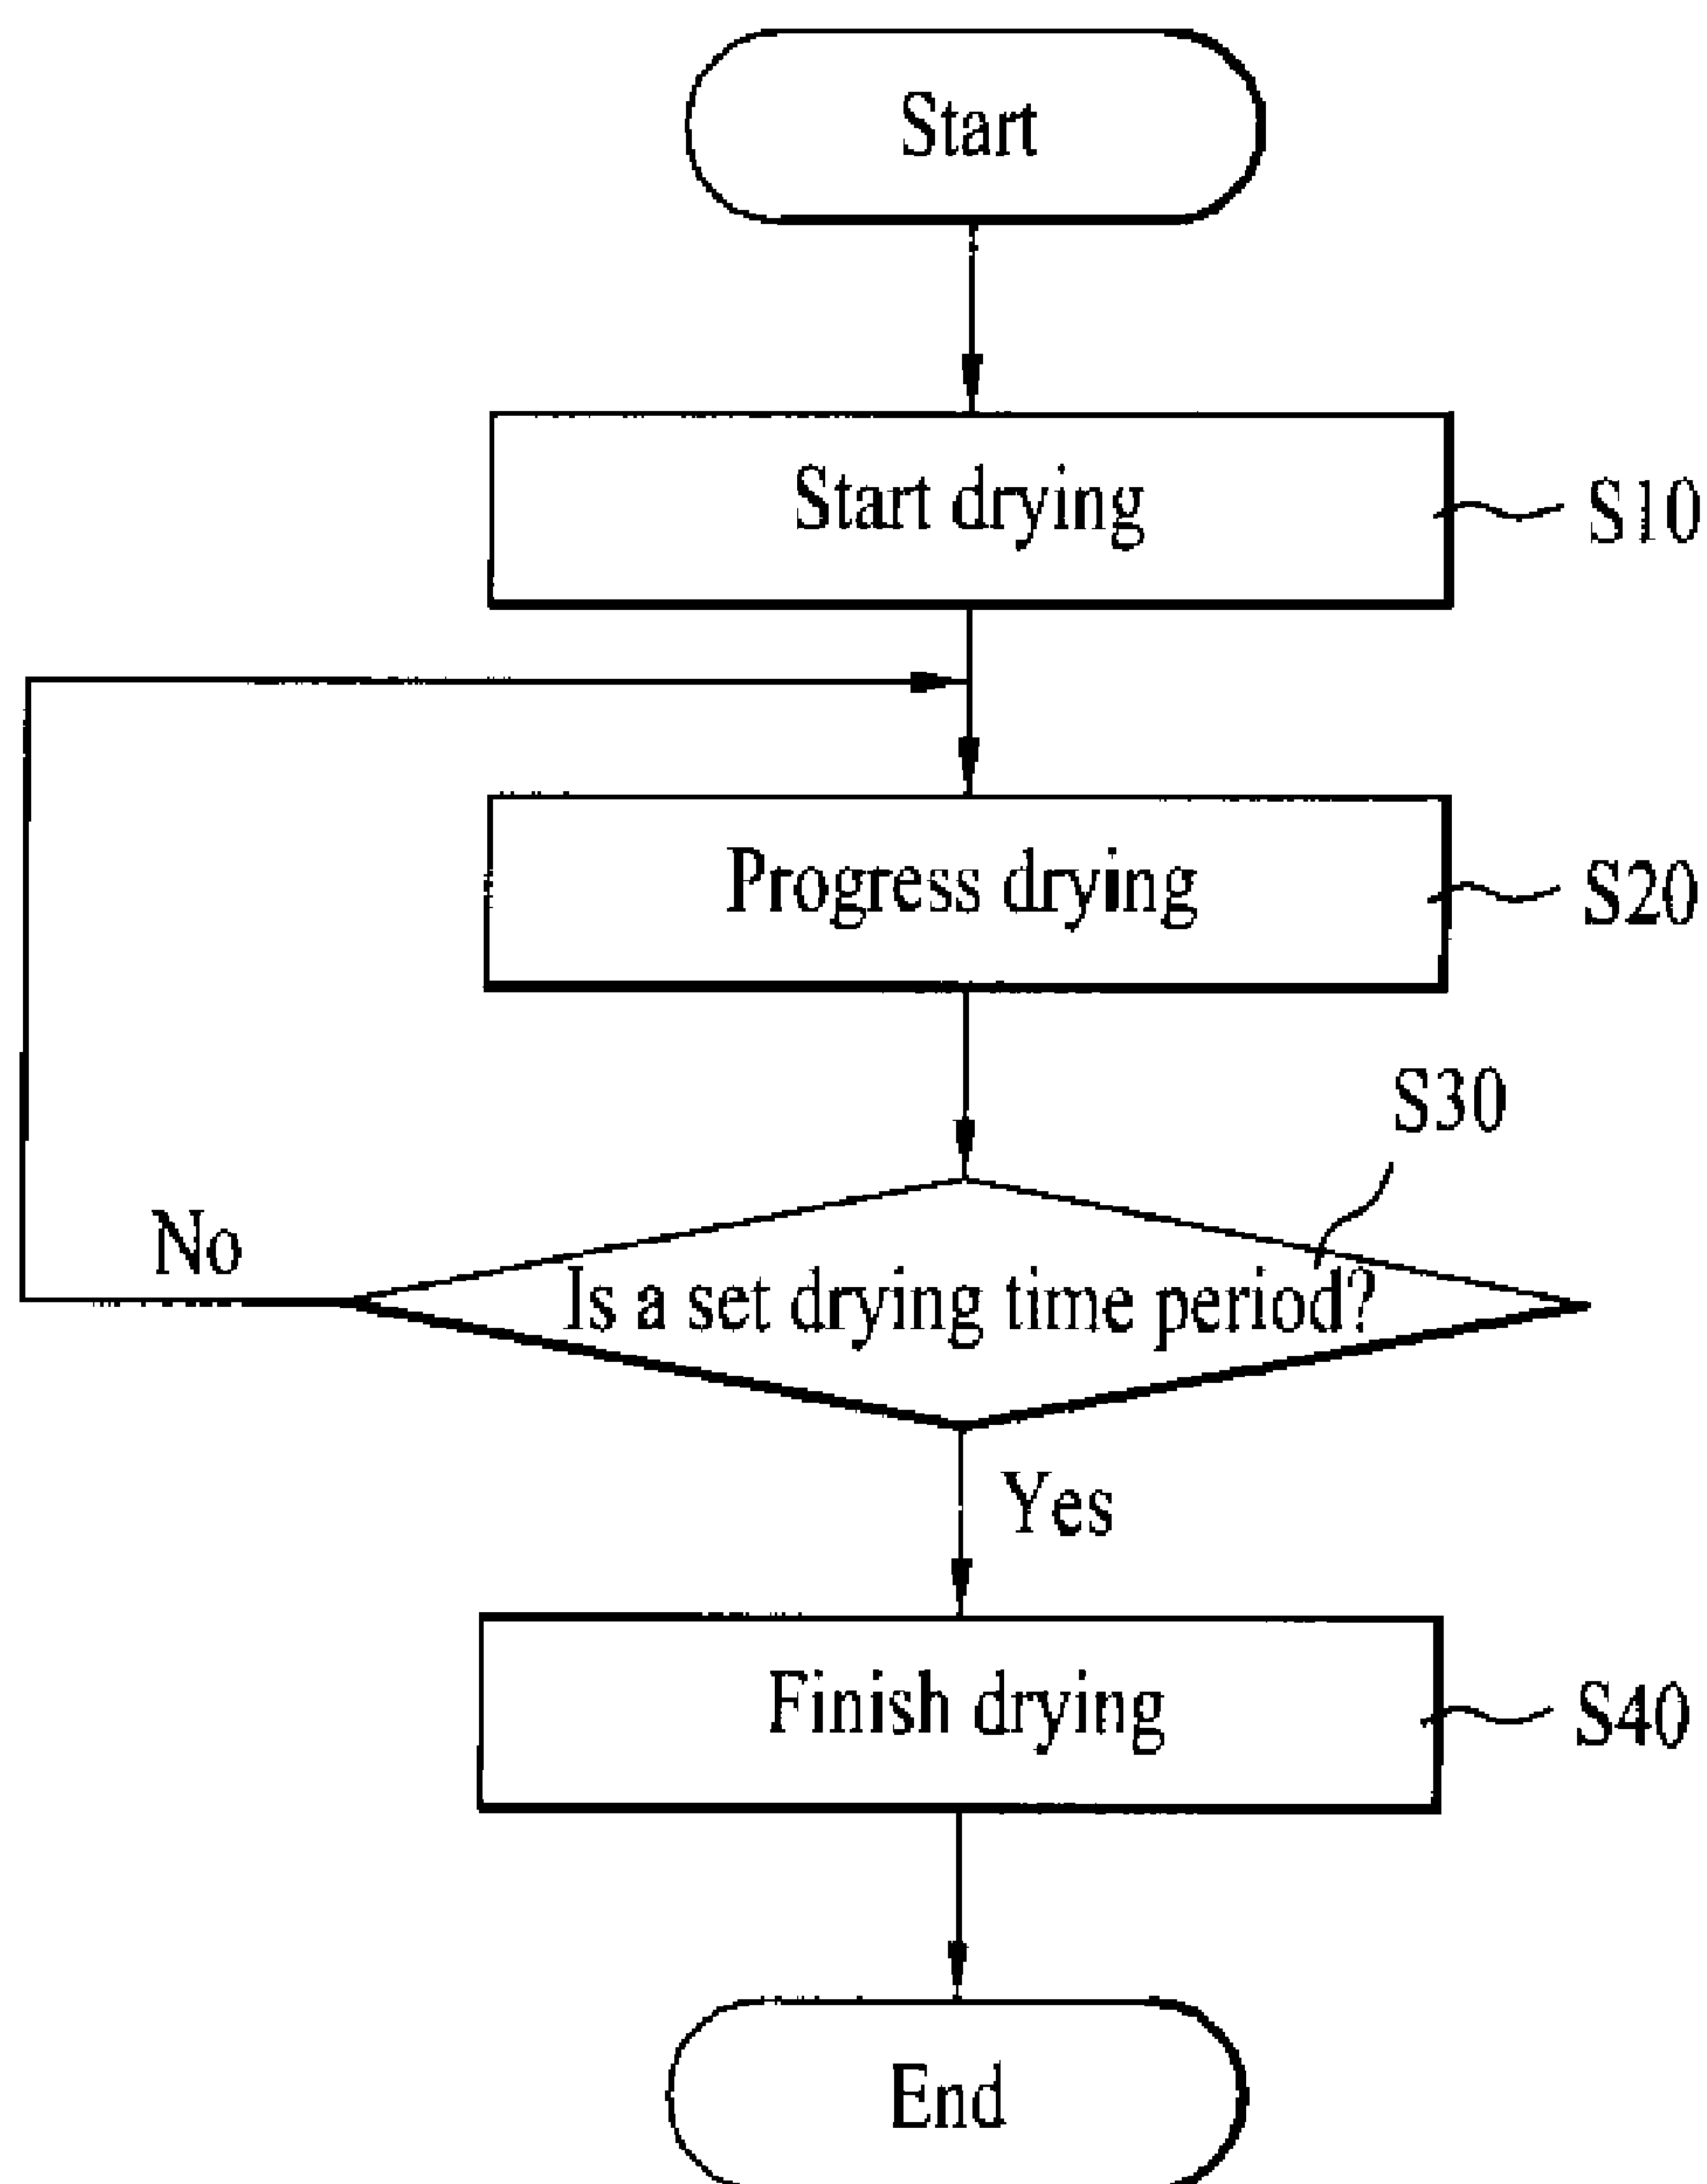 Start
Start drying
S10
Progress drying
S20
S30
No
Is a set drying time period?
Yes
Finish drying
S40
End